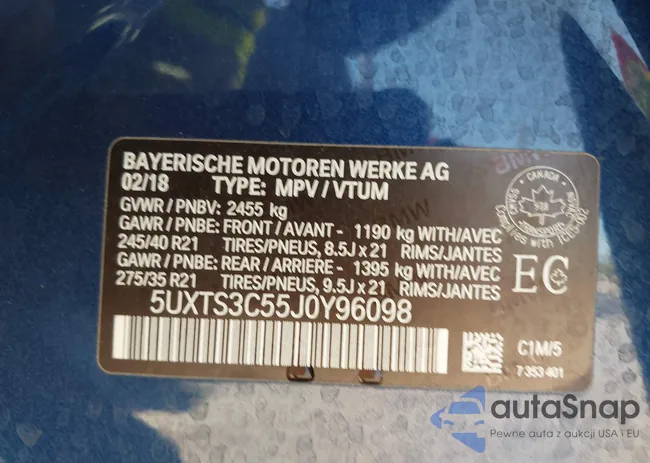 BAYERISCHE MOTOREN WERKE AG
02/18 TYPE: MPV / VTUM
GVWR / PNBV: 2455 kg
GAWR / PNBE: FRONT / AVANT - 1190 kg WITH/AVEC
245/40 R21 TIRES/PNEUS, 8.5J x 21 RIMS/JANTES
GAWR / PNBE: REAR / ARRIERE - 1395 kg WITH/AVEC
275/35 R21 TIRES/PNEUS, 9.5J x 21 RIMS/JANTES
5UXTS3C55J0Y96098
CANADA
TRANSPORT
EC
C1M/5
7 353 401
autaSnap
Pewne auta z aukcji USA i EU